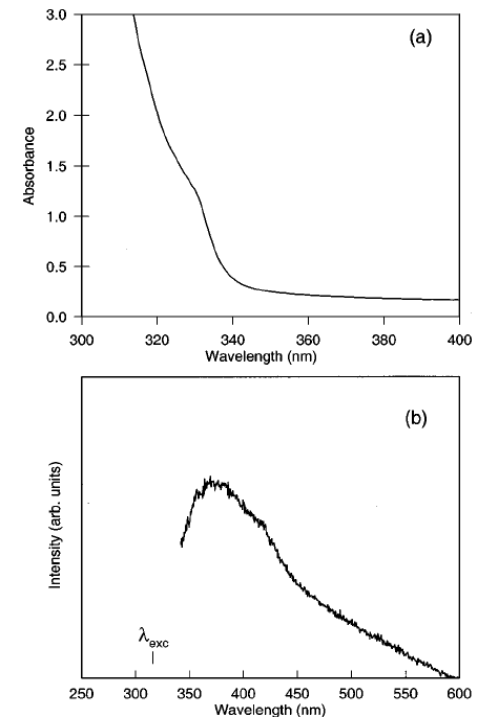 (a)
3.0
2.5
2.0
1.5
1.0
0.5
0.0
Absorbance
300 320 340 360 380 400
Wavelength (nm)
(b)
Intensity (arb. units)
λexc
250 300 350 400 450 500 550 600
Wavelength (nm)